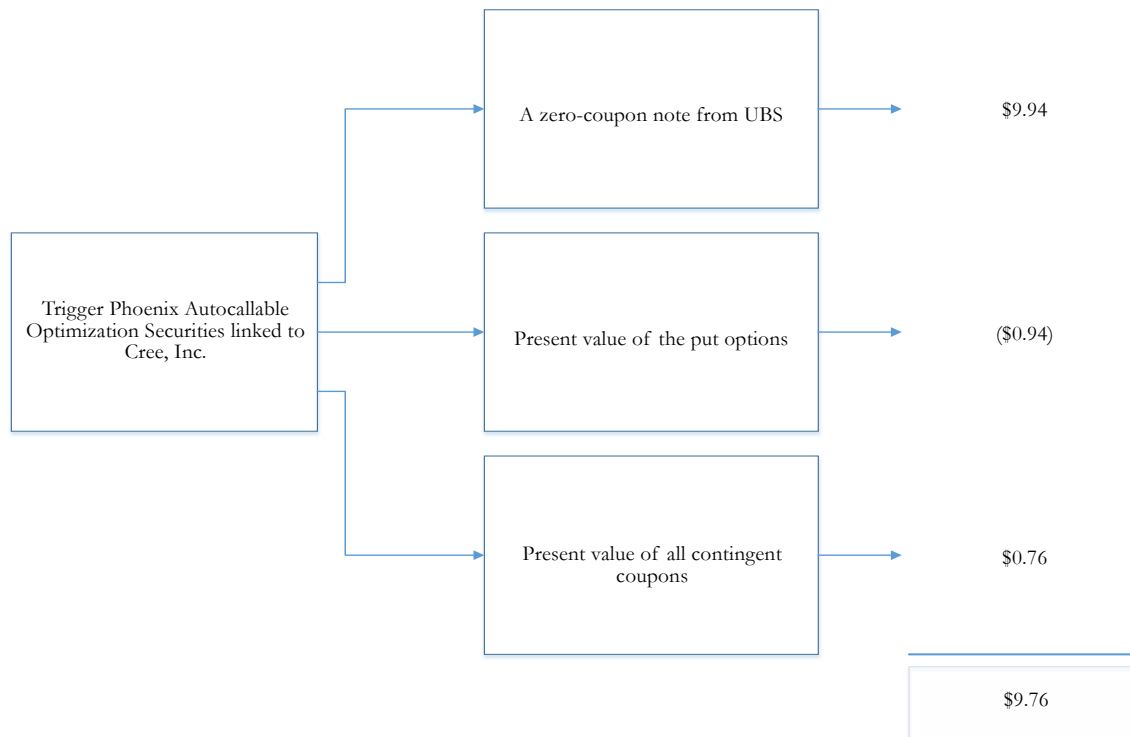 A zero-coupon note from UBS
$9.94
Trigger Phoenix Autocallable
Optimization Securities linked to
Cree, Inc.
Present value of the put options
($0.94)
Present value of all contingent
coupons
$0.76
$9.76